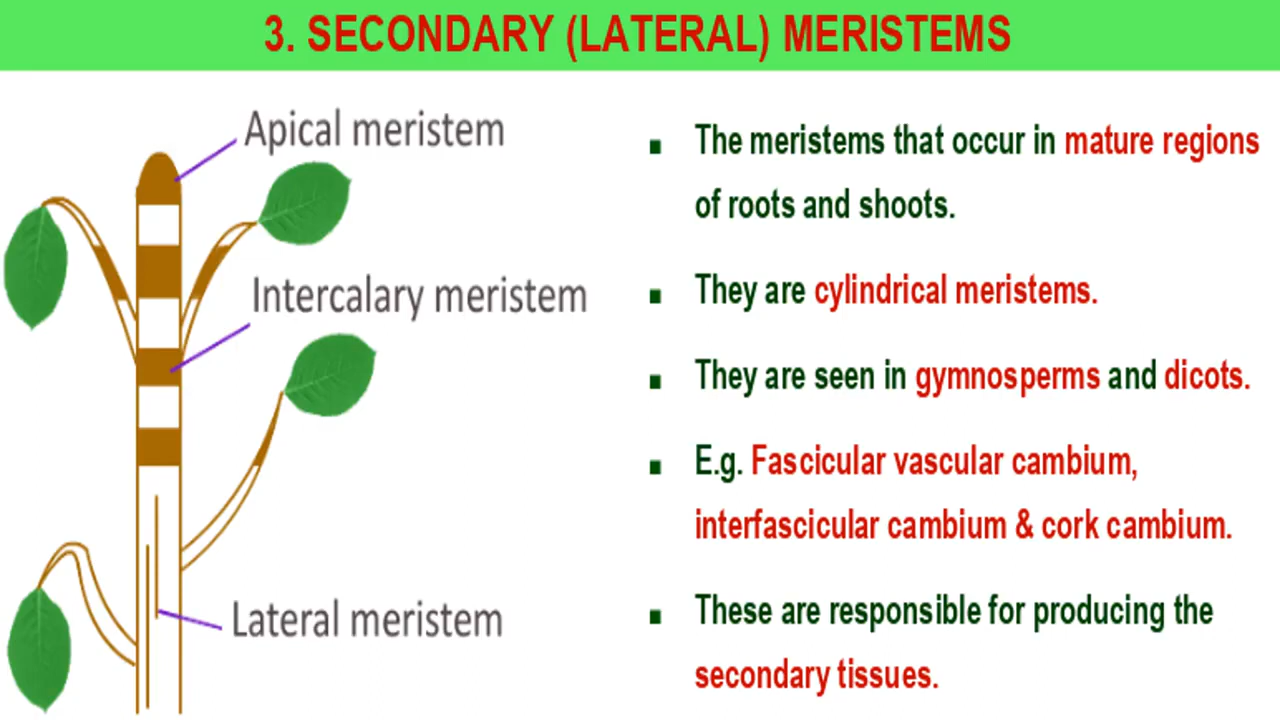 3. SECONDARY (LATERAL) MERISTEMS
Apical meristem
Intercalary meristem
Lateral meristem
▪ The meristems that occur in mature regions
of roots and shoots.
▪ They are cylindrical meristems.
▪ They are seen in gymnosperms and dicots.
▪ E.g. Fascicular vascular cambium,
interfascicular cambium & cork cambium.
▪ These are responsible for producing the
secondary tissues.